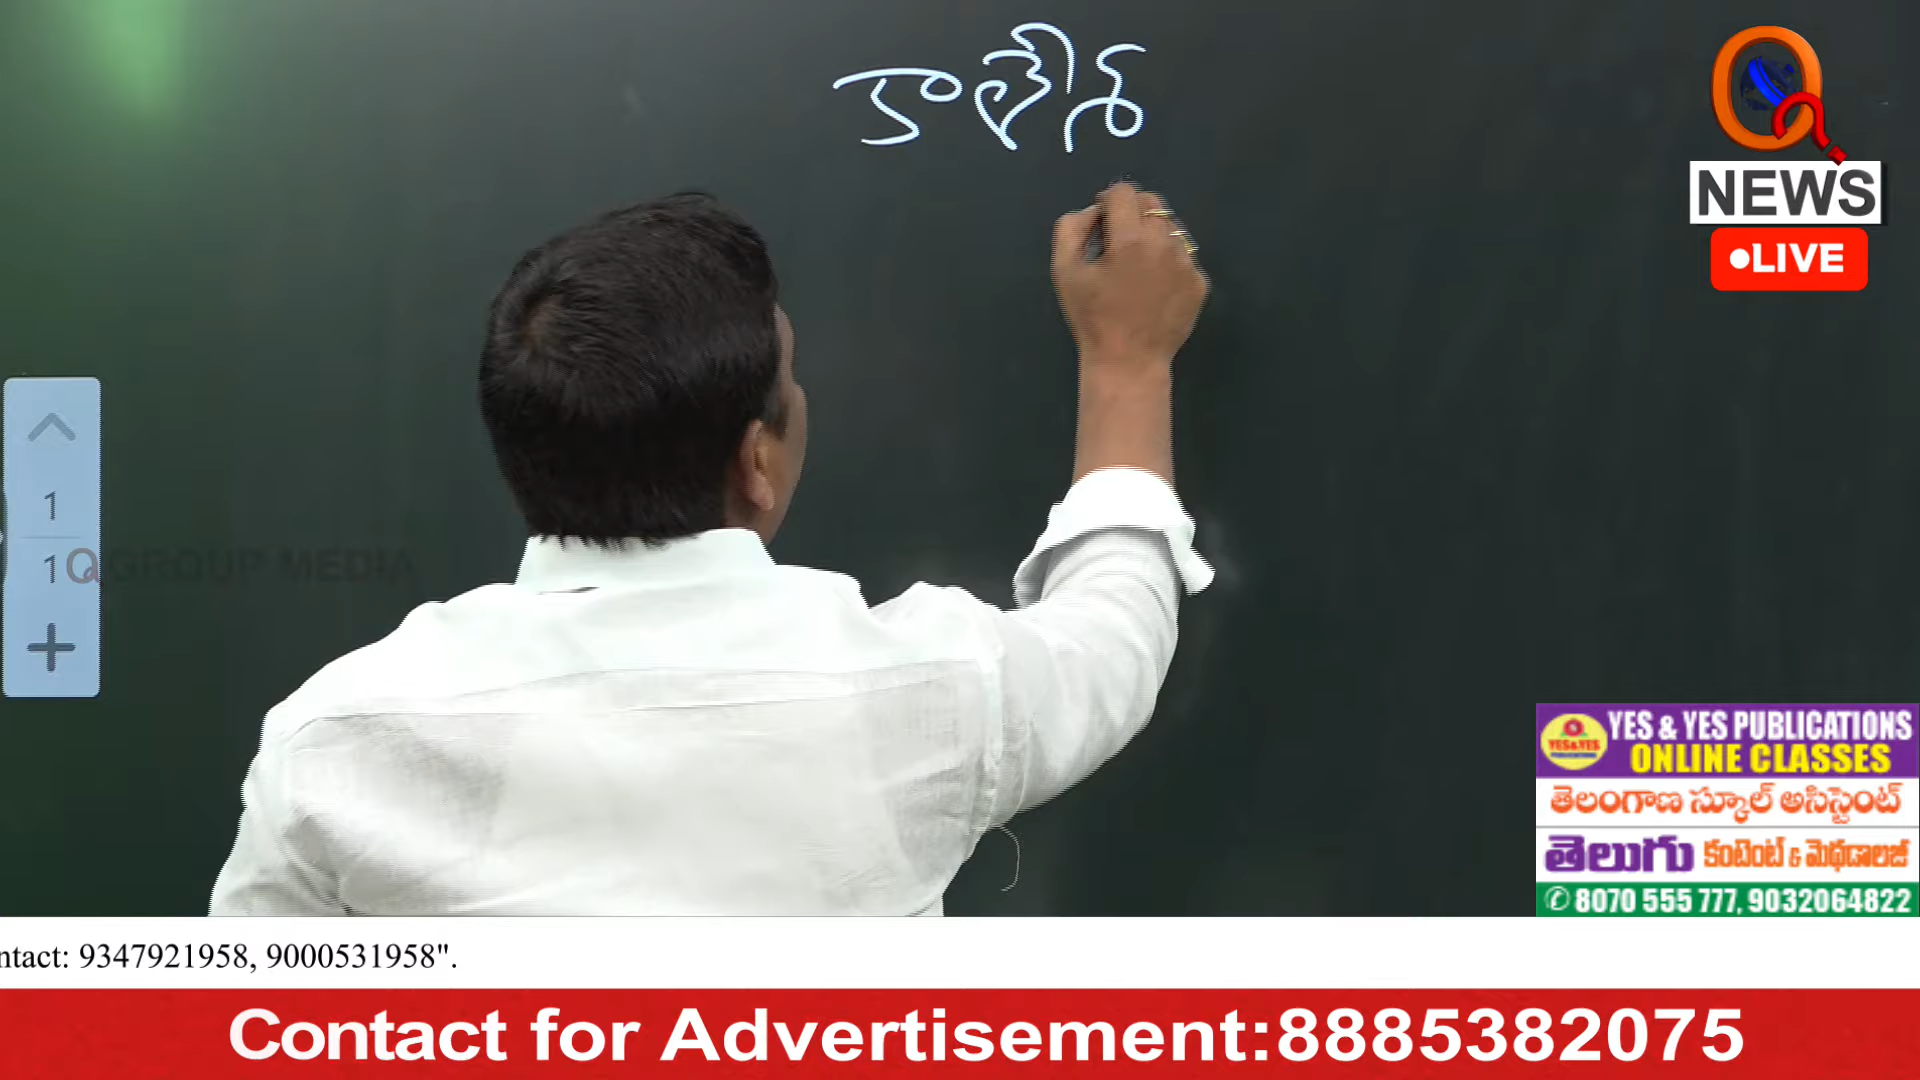 కాళోజీ
Q
NEWS
LIVE
1
1
Q GROUP MEDIA
YES & YES PUBLICATIONS
ONLINE CLASSES
తెలంగాణ స్కూల్ అసిస్టెంట్
తెలుగు కంటెంట్ & మెథడాలజీ
8070 555 777, 9032064822
ntact: 9347921958, 9000531958".
Contact for Advertisement:8885382075